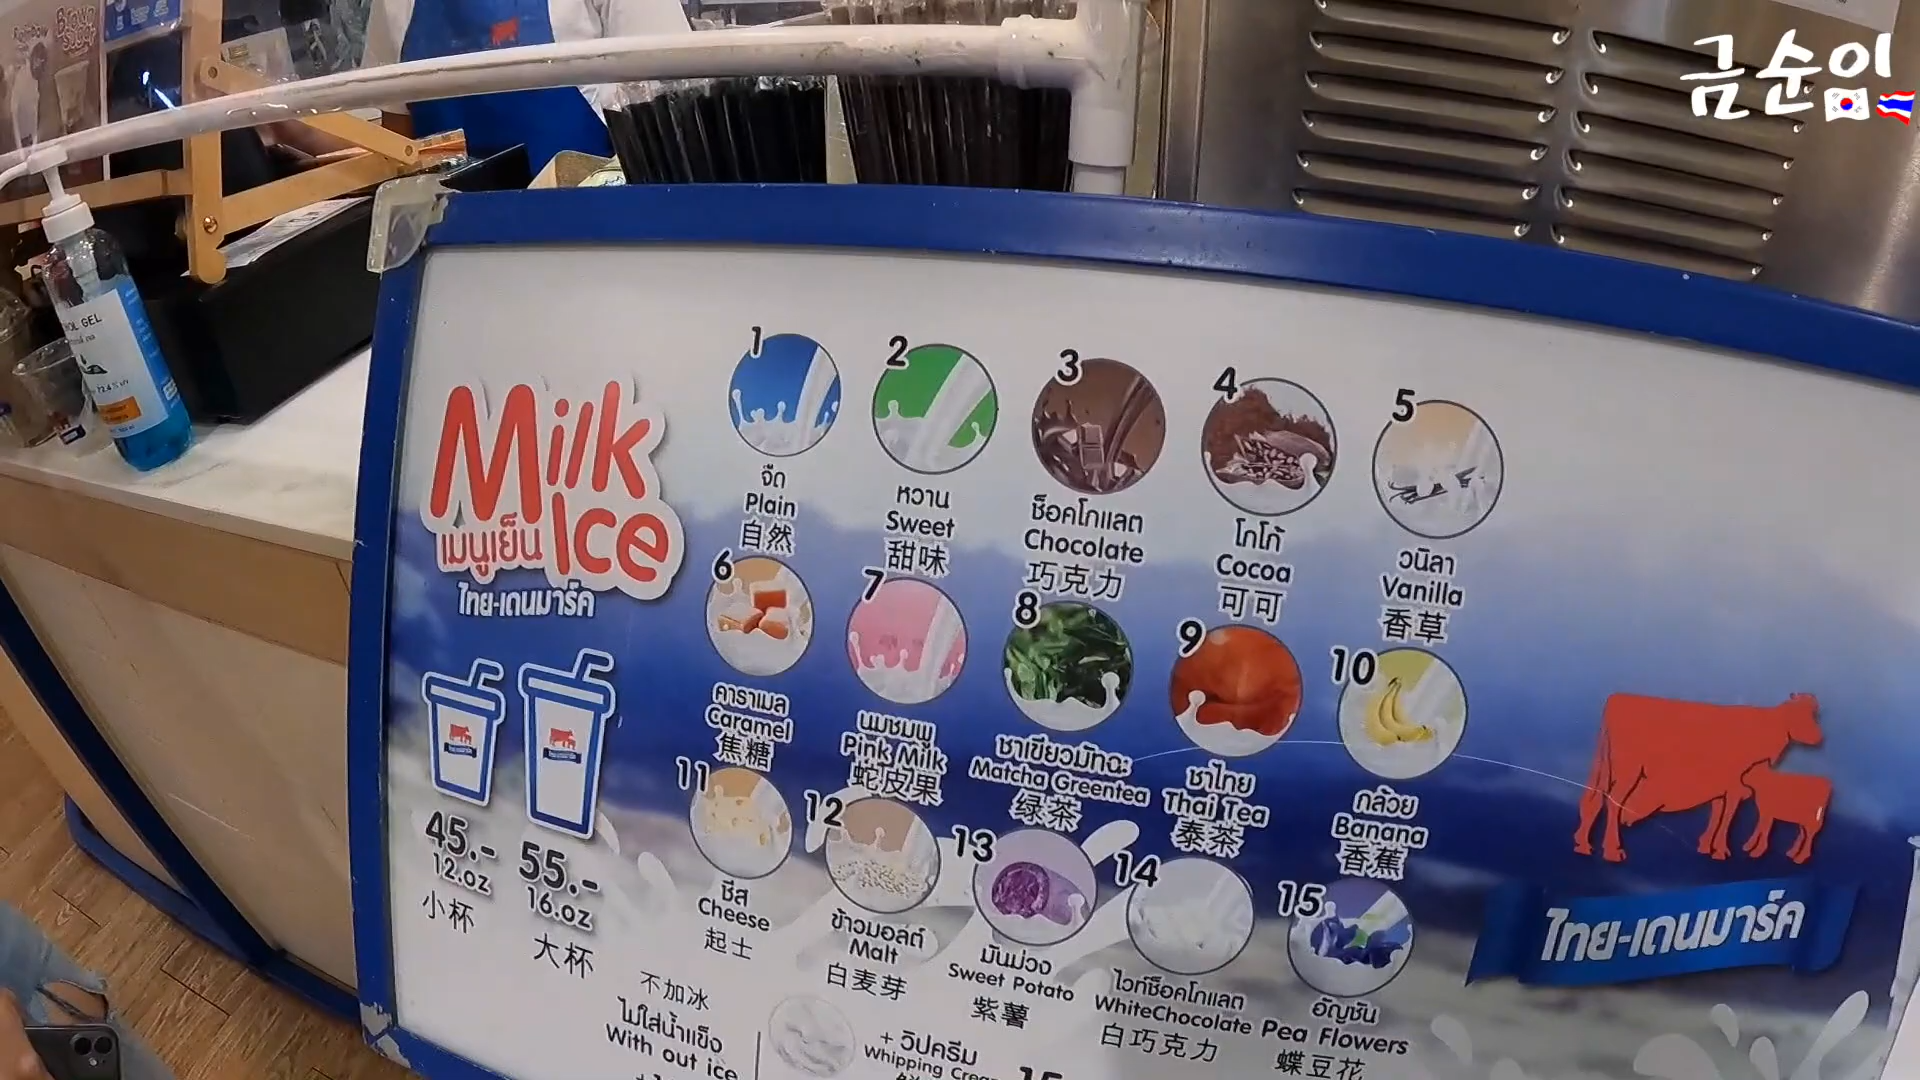 금순임
GEL
72.4%
Milk
Ice
เมนูเย็น
ไทย-เดนมาร์ค
45.-
12.oz
小杯
55.-
16.oz
大杯
1
จืด
Plain
自然
2
หวาน
Sweet
甜味
3
ช็อคโกแลต
Chocolate
巧克力
4
โกโก้
Cocoa
可可
5
วนิลา
Vanilla
香草
6
คาราเมล
Caramel
焦糖
7
นมชมพู
Pink Milk
蛇皮果
8
ชาเขียวมัทฉะ
Matcha Greentea
绿茶
9
ชาไทย
Thai Tea
泰茶
10
กล้วย
Banana
香蕉
11
ชีส
Cheese
起士
12
ข้าวมอลต์
Malt
白麦芽
13
มันม่วง
Sweet Potato
紫薯
14
ไวท์ช็อคโกแลต
WhiteChocolate
白巧克力
15
อัญชัน
Pea Flowers
蝶豆花
不加冰
ไม่ใส่น้ำแข็ง
With out ice
+ วิปครีม
Whipping
ไทย-เดนมาร์ค